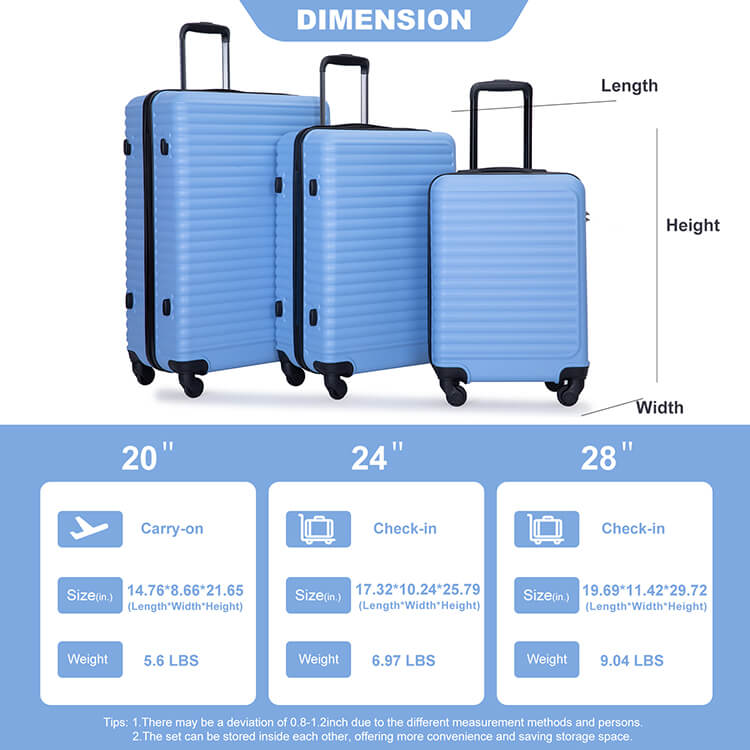 DIMENSION
Length
Height
Width
20"
24"
28"
Carry-on
Size(in.)
14.76*8.66*21.65
(Length*Width*Height)
Weight
5.6 LBS
Check-in
Size(in.)
17.32*10.24*25.79
(Length*Width*Height)
Weight
6.97 LBS
Check-in
Size(in.)
19.69*11.42*29.72
(Length*Width*Height)
Weight
9.04 LBS
Tips: 1.There may be a deviation of 0.8-1.2inch due to the different measurement methods and persons.
2.The set can be stored inside each other, offering more convenience and saving storage space.